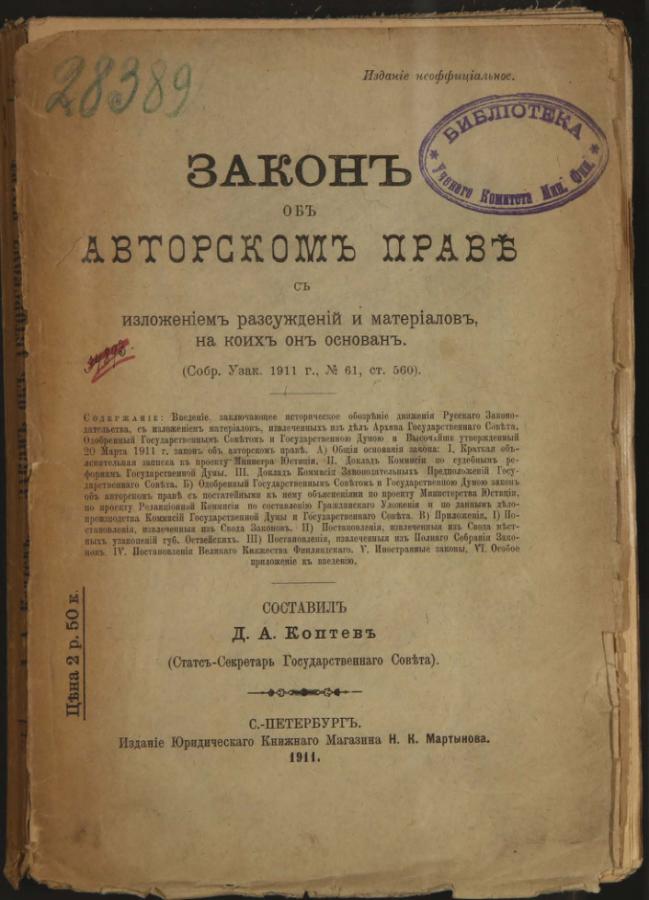 28389
Изданіе неоффиціальное.
БИБЛІОТЕКА
Ученаго Комитета Мин. Фин.
ЗАКОНЪ
ОБЪ
АВТОРСКОМЪ ПРАВѢ
СЪ
изложеніемъ разсужденій и матеріаловъ,
на коихъ онъ основанъ.
(Собр. Узак. 1911 г., № 61, ст. 560).
Содержаніе: Введеніе, заключающее историческое обозрѣніе движенія Русскаго Законо-
дательства, съ изложеніемъ матеріаловъ, извлеченныхъ изъ дѣлъ Архива Государственнаго Совѣта.
Одобренный Государственнымъ Совѣтомъ и Государственною Думою и Высочайше утвержденный
20 Марта 1911 г. законъ объ авторскомъ правѣ. А) Общія основанія закона: I. Краткая объ-
яснительная записка къ проекту Министра Юстиціи. II. Докладъ Комиссіи по судебнымъ ре-
формамъ Государственной Думы. III. Докладъ Комиссіи Законодательныхъ Предположеній Госу-
дарственнаго Совѣта. Б) Одобренный Государственнымъ Совѣтомъ и Государственною Думою законъ
объ авторскомъ правѣ съ постатейными къ нему объясненіями по проекту Министерства Юстиціи,
по проекту Редакціонной Комиссіи по составленію Гражданскаго Уложенія и по даннымъ дѣло-
производства Комиссій Государственной Думы и Государственнаго Совѣта. В) Приложенія, I) По-
становленія, извлеченныя изъ Свода Законовъ. II) Постановленія, извлеченныя изъ Свода мѣст-
ныхъ узаконеній губ. Остзейскихъ. III) Постановленія, извлеченныя изъ Полнаго Собранія Зако-
новъ. IV. Постановленія Великаго Княжества Финляндскаго. V. Иностранные законы, VI. Особое
приложеніе къ введенію.
СОСТАВИЛЪ
Д. А. Коптевъ
(Статсъ-Секретарь Государственнаго Совѣта).
Цѣна 2 р. 50 к.
С.-ПЕТЕРБУРГЪ.
Изданіе Юридическаго Книжнаго Магазина Н. К. Мартынова.
1911.